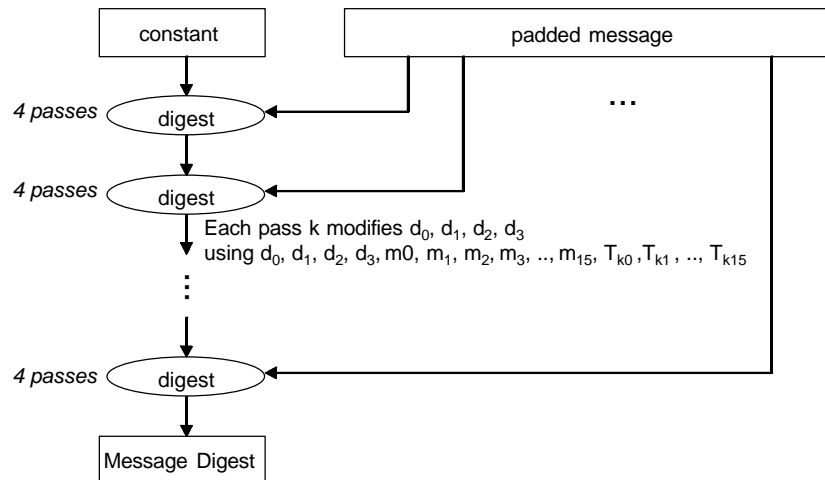 constant
padded message
4 passes
digest
...
4 passes
digest
Each pass k modifies d0, d1, d2, d3
using d0, d1, d2, d3, m0, m1, m2, m3, .., m15, Tk0 ,Tk1 , .., Tk15
4 passes
digest
Message Digest